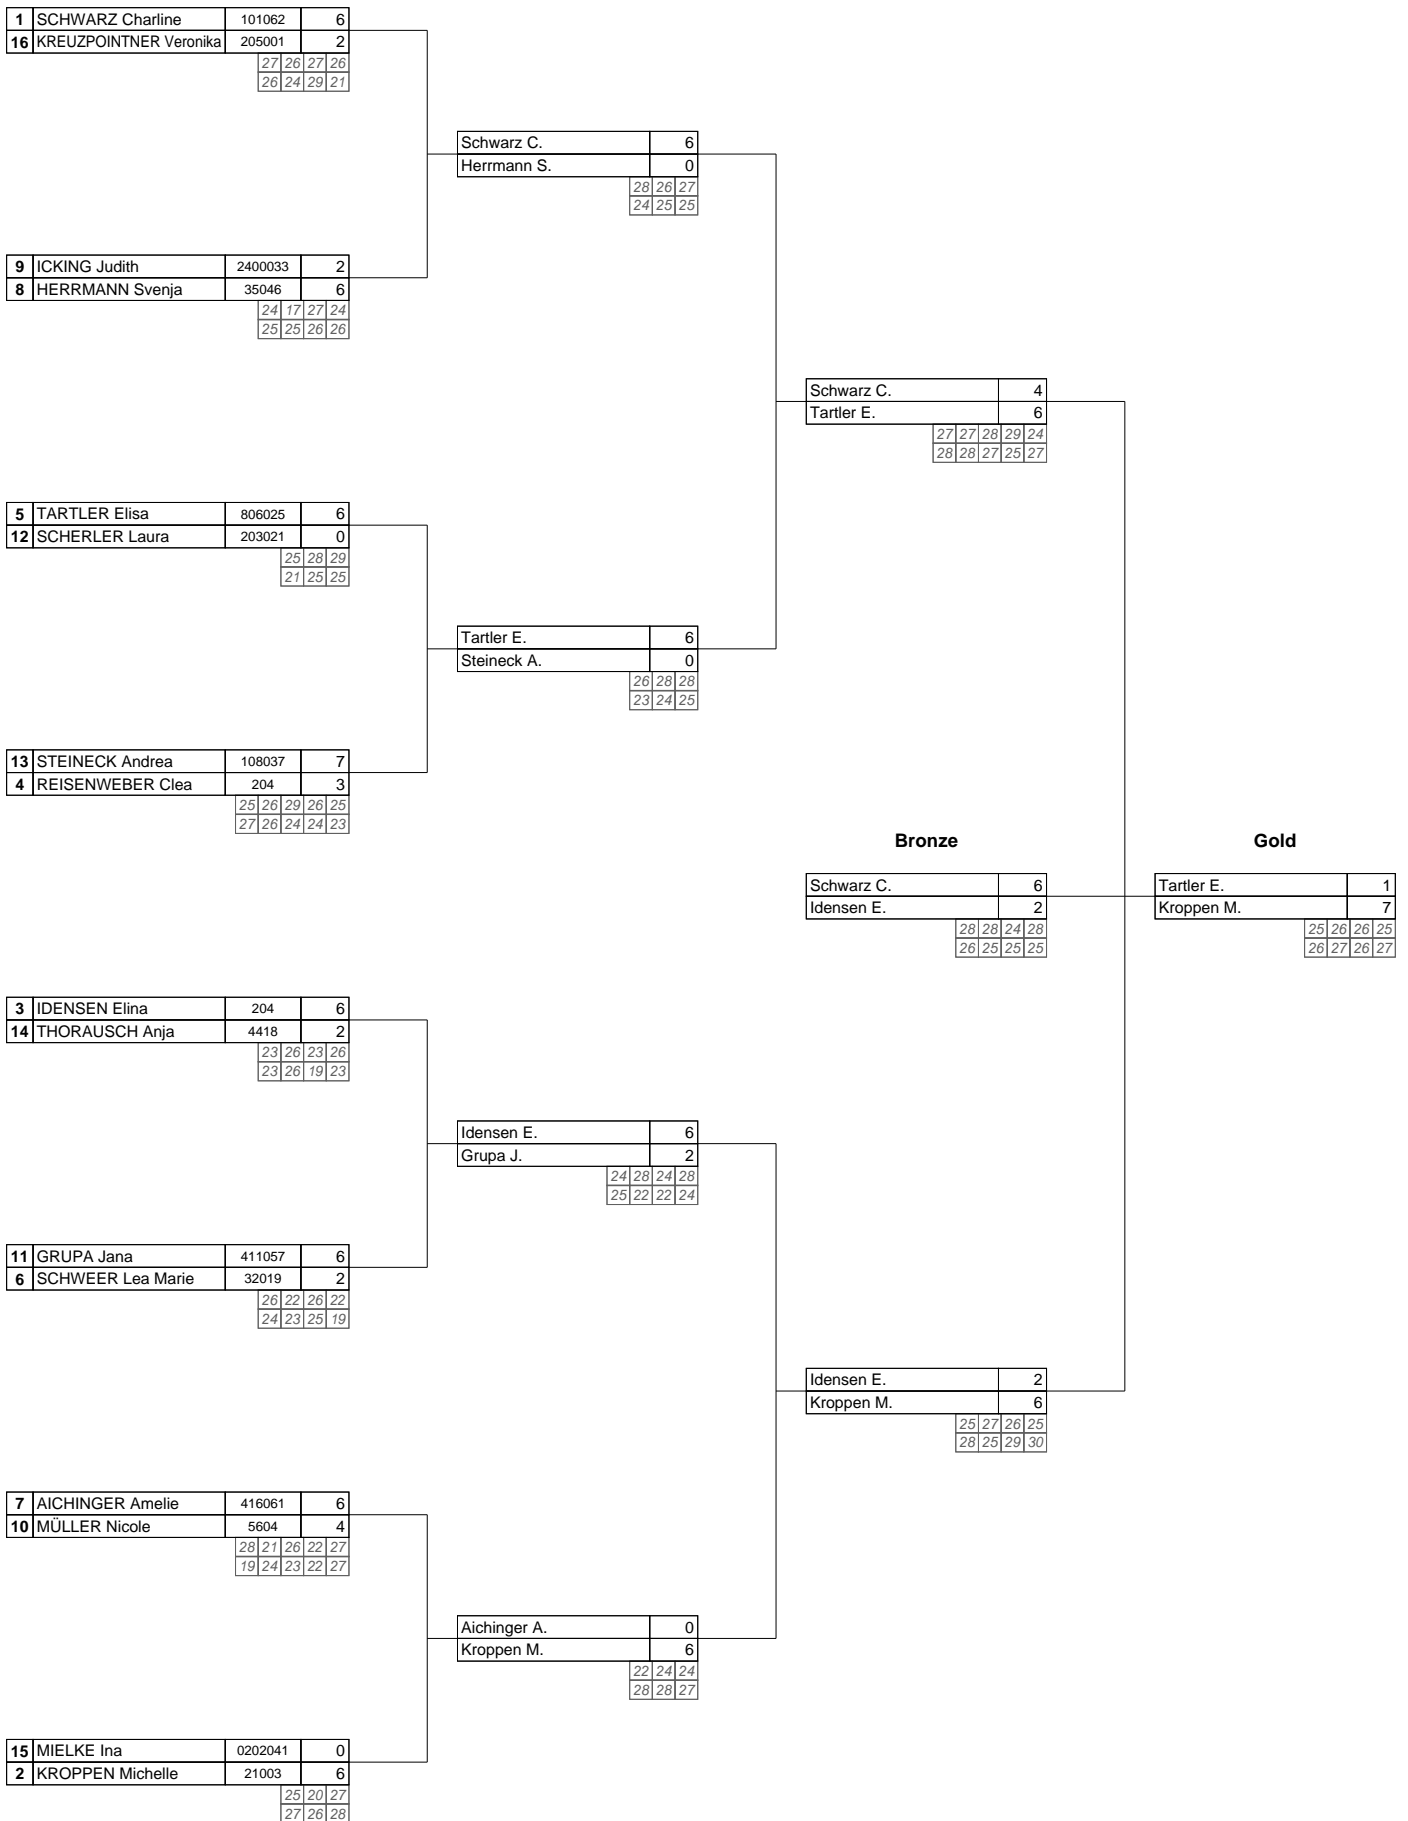 1 SCHWARZ Charline 101062 6
16 KREUZPOINTNER Veronika 205001 2
27 26 27 26
26 24 29 21
Schwarz C. 6
Herrmann S. 0
28 26 27
24 25 25
9 ICKING Judith 2400033 2
8 HERRMANN Svenja 35046 6
24 17 27 24
25 25 26 26
Schwarz C. 4
Tartler E. 6
27 27 28 29 24
28 28 27 25 27
5 TARTLER Elisa 806025 6
12 SCHERLER Laura 203021 0
25 28 29
21 25 25
Tartler E. 6
Steineck A. 0
26 28 28
23 24 25
13 STEINECK Andrea 108037 7
4 REISENWEBER Clea 204 3
25 26 29 26 25
27 26 24 24 23
Bronze Gold
Schwarz C. 6 Tartler E. 1
Idensen E. 2 Kroppen M. 7
28 28 24 28 25 26 26 25
26 25 25 25 26 27 26 27
3 IDENSEN Elina 204 6
14 THORAUSCH Anja 4418 2
23 26 23 26
23 26 19 23
Idensen E. 6
Grupa J. 2
24 28 24 28
25 22 22 24
11 GRUPA Jana 411057 6
6 SCHWEER Lea Marie 32019 2
26 22 26 22
24 23 25 19
Idensen E. 2
Kroppen M. 6
25 27 26 25
28 25 29 30
7 AICHINGER Amelie 416061 6
10 MÜLLER Nicole 5604 4
28 21 26 22 27
19 24 23 22 27
Aichinger A. 0
Kroppen M. 6
22 24 24
28 28 27
15 MIELKE Ina 0202041 0
2 KROPPEN Michelle 21003 6
25 20 27
27 26 28